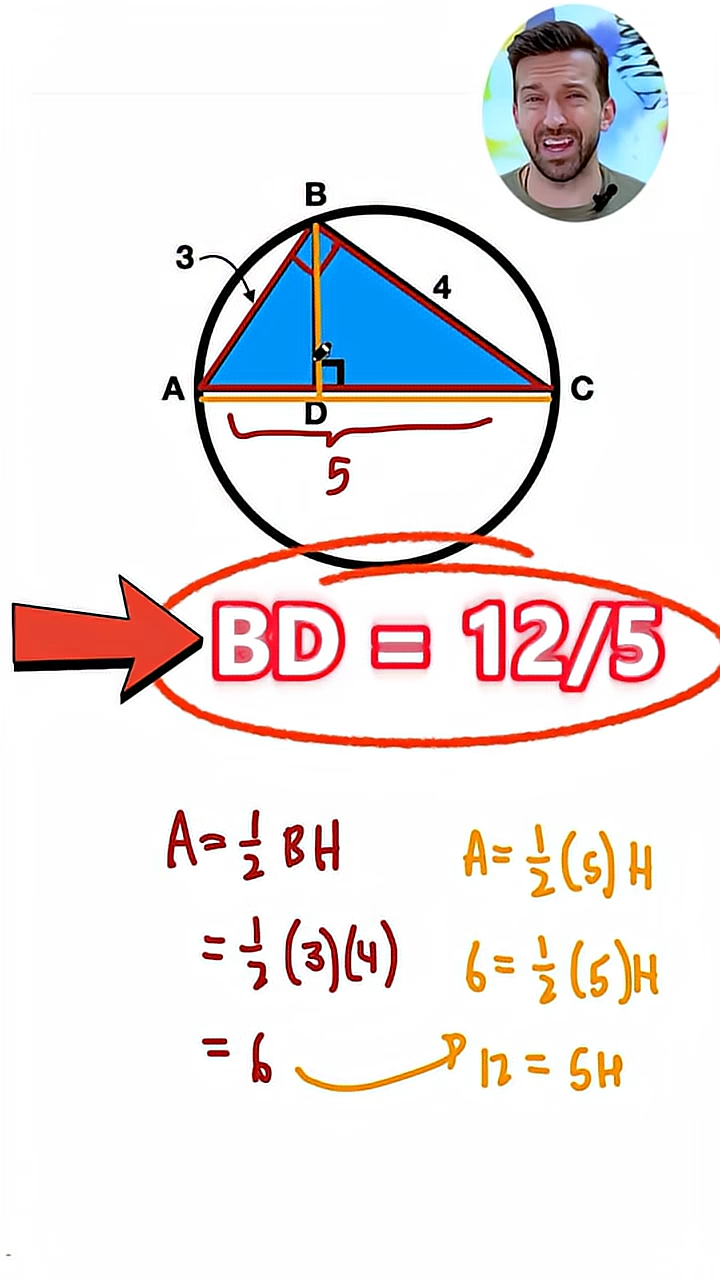 B
3
4
A
C
D
5
BD = 12/5
A = 1/2 BH
= 1/2 (3)(4)
= 6
A = 1/2 (5) H
6 = 1/2 (5) H
12 = 5H